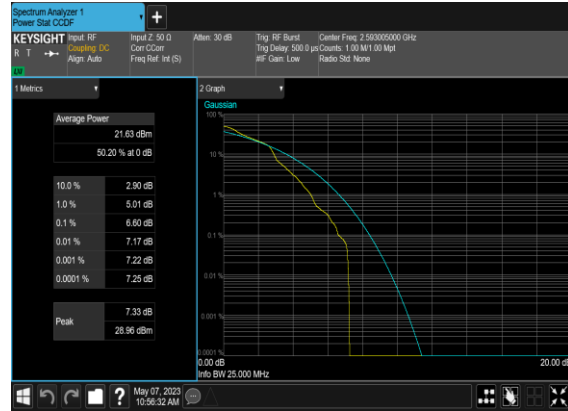 Spectrum Analyzer 1
Power Stat CCDF
KEYSIGHT
R T
LM
Input: RF
Coupling: DC
Align: Auto
Input Z: 50 Ω
Corr CCorr
Freq Ref: Int (S)
Atten: 30 dB
Trig: RF Burst
Trig Delay: 500.0 µs
#IF Gain: Low
Center Freq: 2.593005000 GHz
Counts: 1.00 M/1.00 Mpt
Radio Std: None
1 Metrics
Average Power
21.63 dBm
50.20 % at 0 dB
10.0 % 2.90 dB
1.0 % 5.01 dB
0.1 % 6.60 dB
0.01 % 7.17 dB
0.001 % 7.22 dB
0.0001 % 7.25 dB
Peak 7.33 dB
28.96 dBm
2 Graph
Gaussian
100 %
10 %
1 %
0.1 %
0.01 %
0.001 %
0.0001 %
0.00 dB 20.00 dB
Info BW 25.000 MHz
?
May 07, 2023
10:56:32 AM